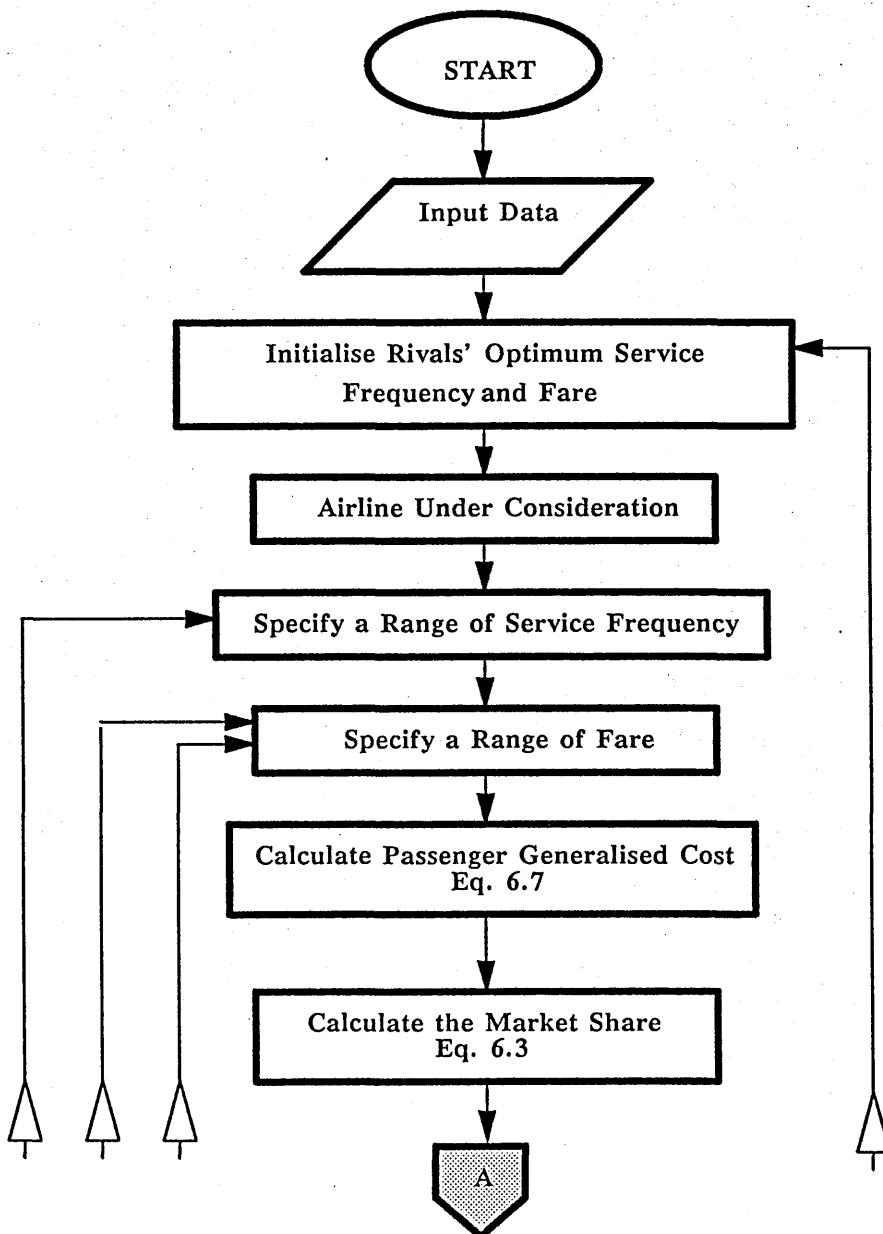 START
Input Data
Initialise Rivals' Optimum Service
Frequency and Fare
Airline Under Consideration
Specify a Range of Service Frequency
Specify a Range of Fare
Calculate Passenger Generalised Cost
Eq. 6.7
Calculate the Market Share
Eq. 6.3
A